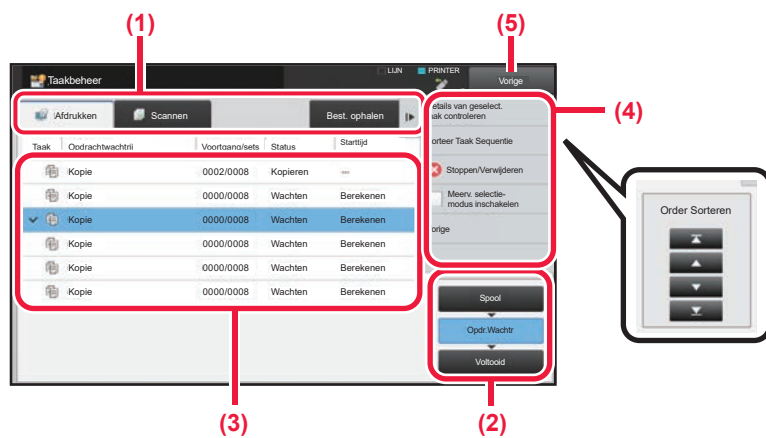 (1)
(5)
LIJN
PRINTER
Taakbeheer
Vorige
Afdrukken
Scannen
Best. ophalen
etails van geselect.
ak controleren
(4)
Taak
Oodrachtwachtrii
Voortgang/sets
Status
Starttijd
orteer Taak Sequentie
Kopie 0002/0008 Kopieren ---
Stoppen/Verwijderen
Kopie 0000/0008 Wachten Berekenen
Meerv. selectie-
modus inschakelen
Kopie 0000/0008 Wachten Berekenen
orige
Kopie 0000/0008 Wachten Berekenen
Kopie 0000/0008 Wachten Berekenen
Kopie 0000/0008 Wachten Berekenen
Order Sorteren
Spool
Opdr.Wachtr
Voltooid
(3)
(2)